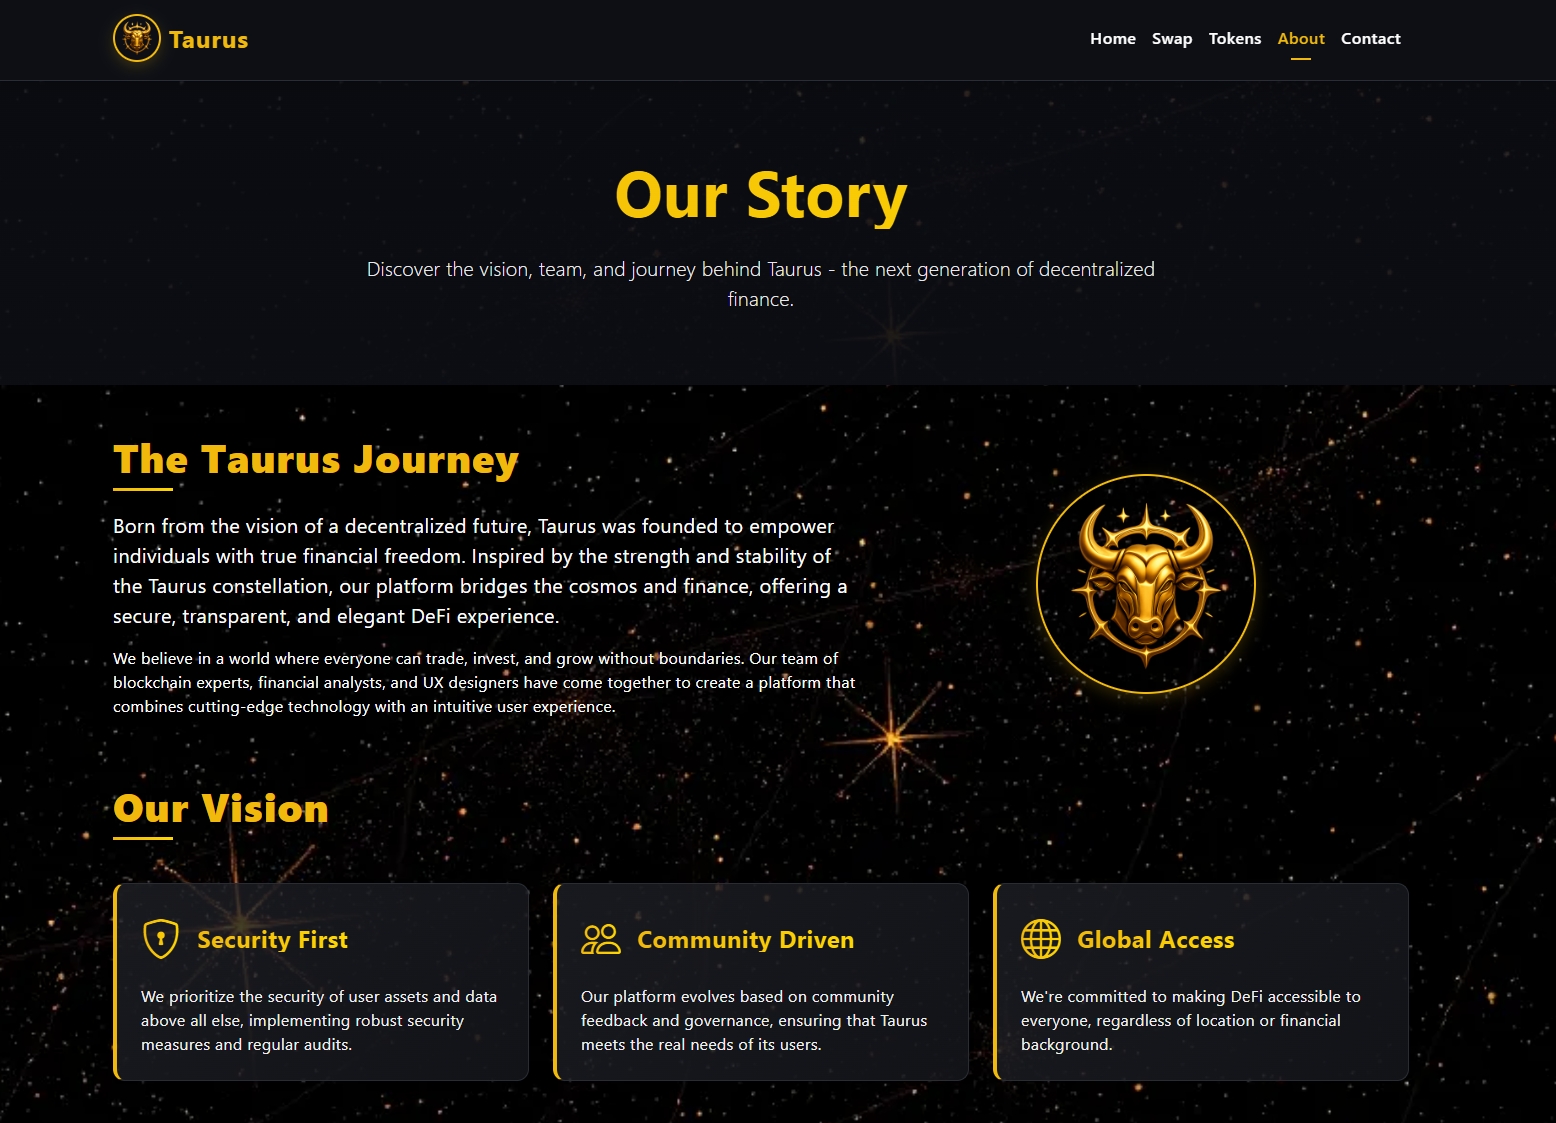 Taurus
Home Swap Tokens About Contact
Our Story
Discover the vision, team, and journey behind Taurus - the next generation of decentralized
finance.
The Taurus Journey
Born from the vision of a decentralized future, Taurus was founded to empower
individuals with true financial freedom. Inspired by the strength and stability of
the Taurus constellation, our platform bridges the cosmos and finance, offering a
secure, transparent, and elegant DeFi experience.
We believe in a world where everyone can trade, invest, and grow without boundaries. Our team of
blockchain experts, financial analysts, and UX designers have come together to create a platform that
combines cutting-edge technology with an intuitive user experience.
Our Vision
Security First
We prioritize the security of user assets and data
above all else, implementing robust security
measures and regular audits.
Community Driven
Our platform evolves based on community
feedback and governance, ensuring that Taurus
meets the real needs of its users.
Global Access
We're committed to making DeFi accessible to
everyone, regardless of location or financial
background.